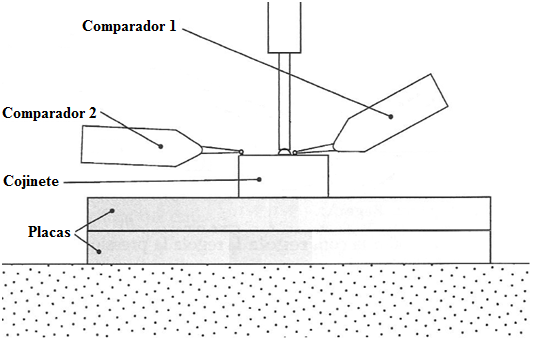 Comparador 1
Comparador 2
Cojinete
Placas